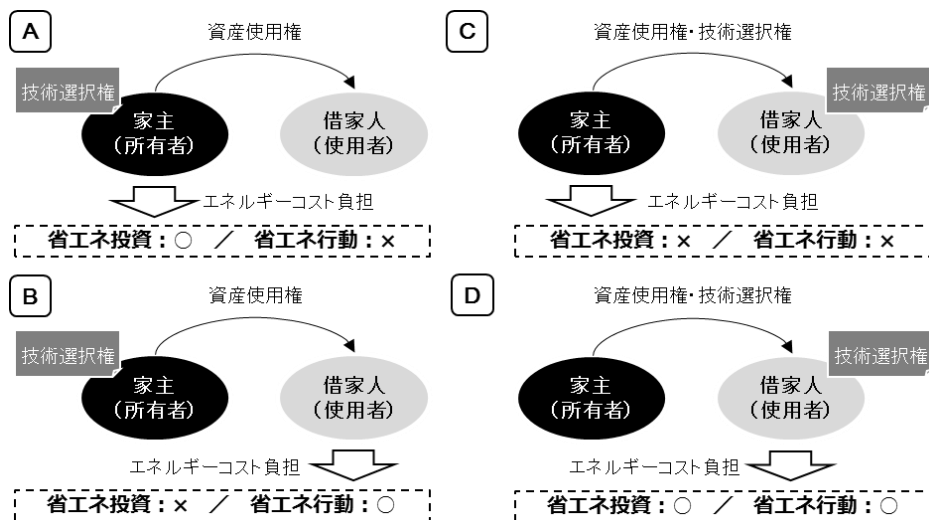 A
資産使用権
技術選択権
家主
(所有者)
借家人
(使用者)
エネルギーコスト負担
省エネ投資：○ ／ 省エネ行動：×
B
資産使用権
技術選択権
家主
(所有者)
借家人
(使用者)
エネルギーコスト負担
省エネ投資：× ／ 省エネ行動：○
C
資産使用権・技術選択権
技術選択権
家主
(所有者)
借家人
(使用者)
エネルギーコスト負担
省エネ投資：× ／ 省エネ行動：×
D
資産使用権・技術選択権
技術選択権
家主
(所有者)
借家人
(使用者)
エネルギーコスト負担
省エネ投資：○ ／ 省エネ行動：○